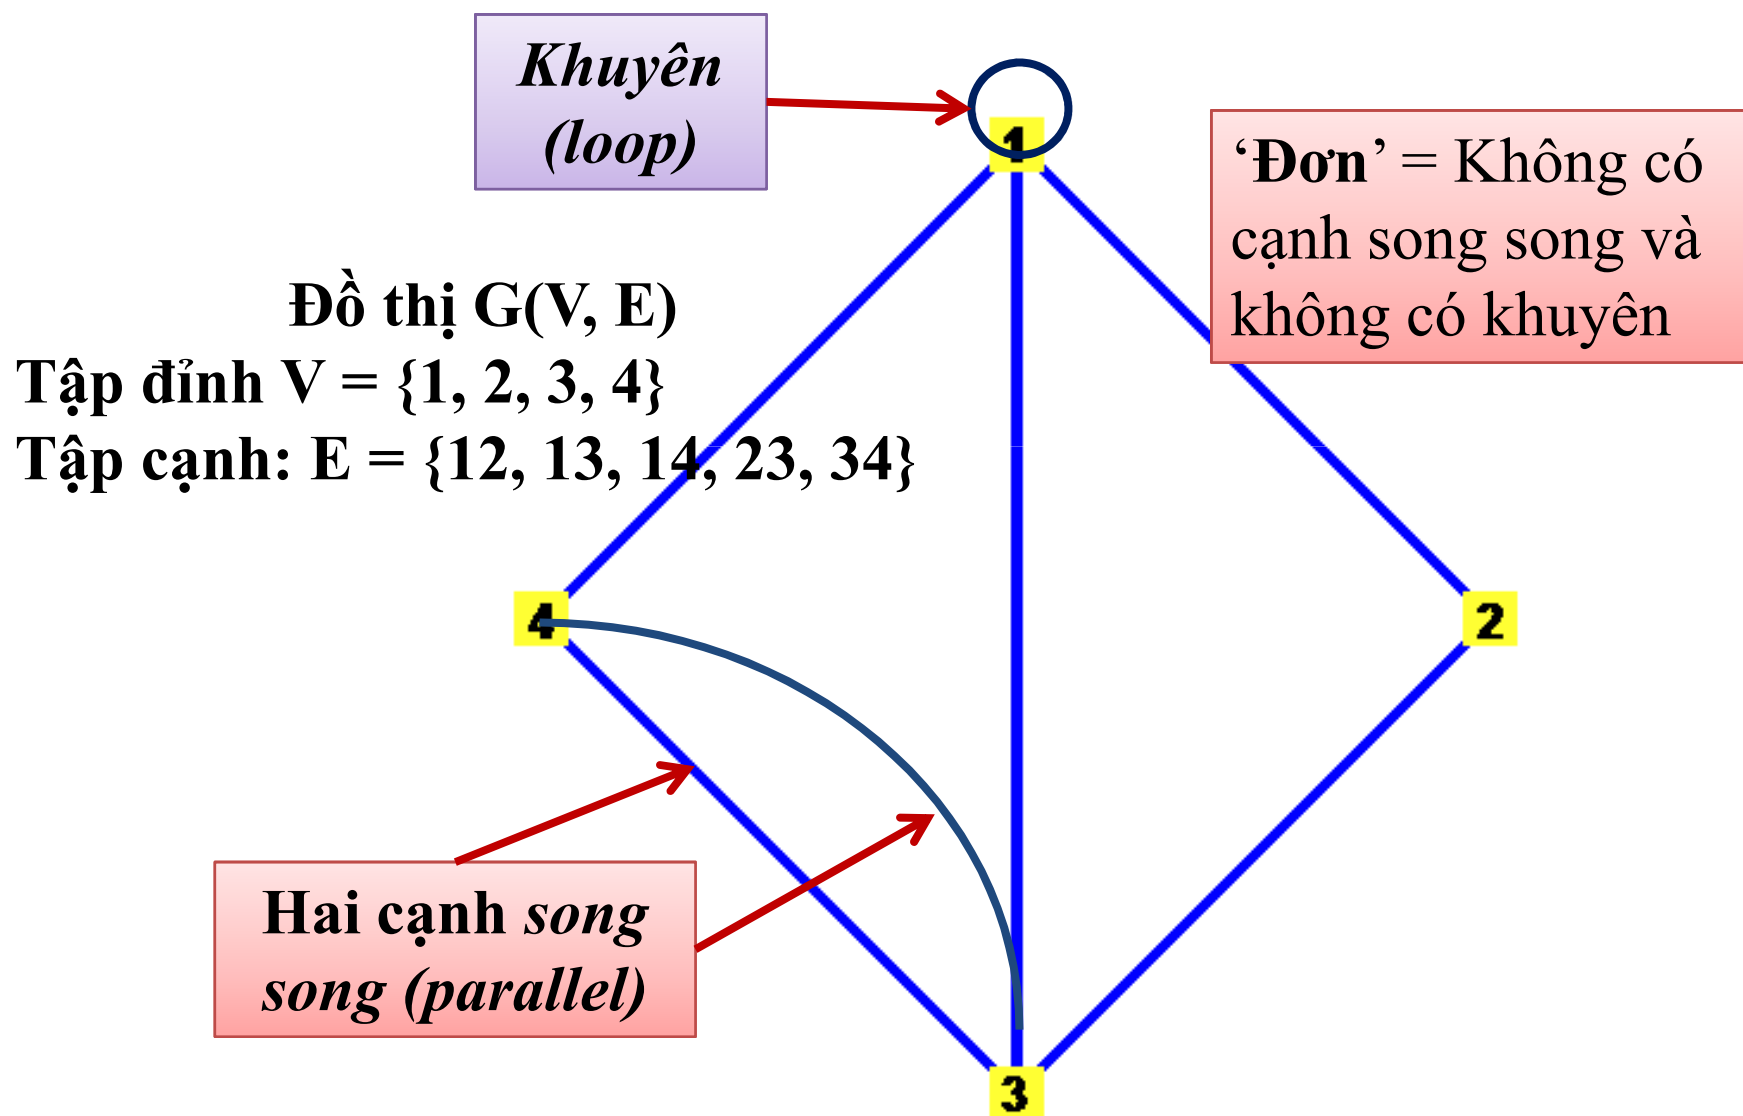 Khuyên
(loop)
1
‘Đơn’ = Không có
cạnh song song và
không có khuyên
Đồ thị G(V, E)
Tập đỉnh V = {1, 2, 3, 4}
Tập cạnh: E = {12, 13, 14, 23, 34}
4
2
Hai cạnh song
song (parallel)
3